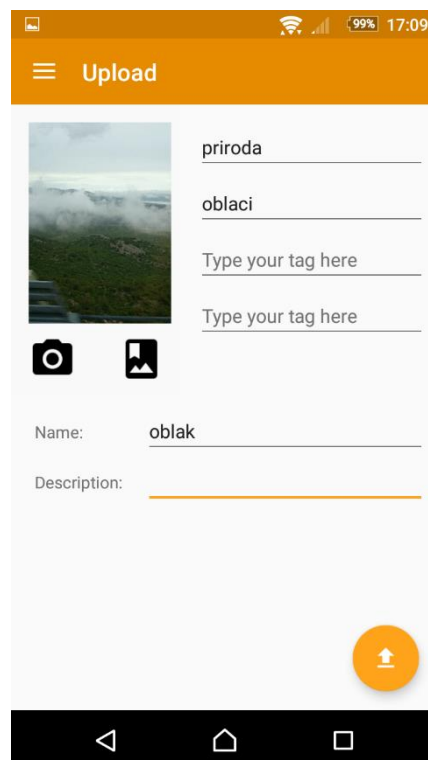 99% 17:09
Upload
priroda
oblaci
Type your tag here
Type your tag here
Name: oblak
Description: